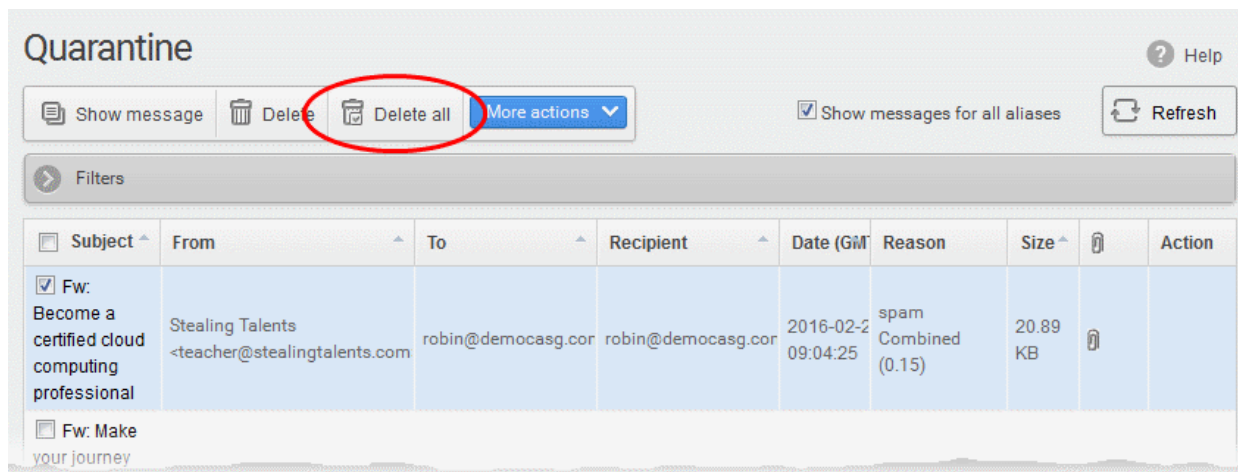 Quarantine
Help
Show message Delete Delete all More actions Show messages for all aliases Refresh
Filters
Subject From To Recipient Date (GMT Reason Size Action
Fw:
Become a
certified cloud
computing
professional
Stealing Talents
<teacher@stealingtalents.com
robin@democasg.cor
robin@democasg.cor
2016-02-2
09:04:25
spam
Combined
(0.15)
20.89
KB
Fw: Make
your journey